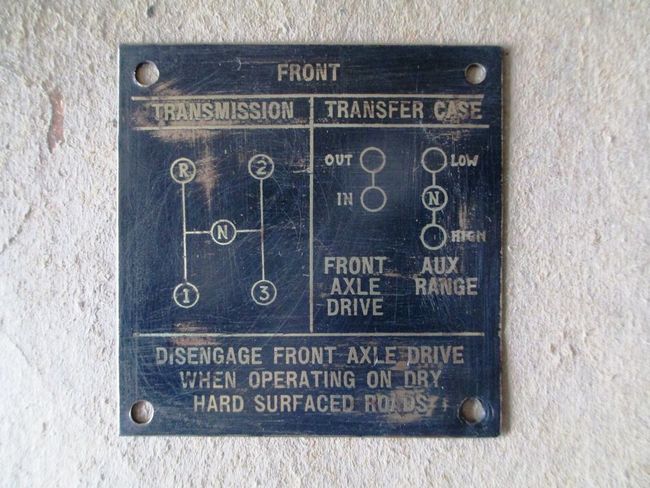 FRONT
TRANSMISSION
R 2
N
1 3
TRANSFER CASE
OUT LOW
IN N
HIGH
FRONT
AXLE
DRIVE
AUX.
RANGE
DISENGAGE FRONT AXLE DRIVE
WHEN OPERATING ON DRY
HARD SURFACED ROADS